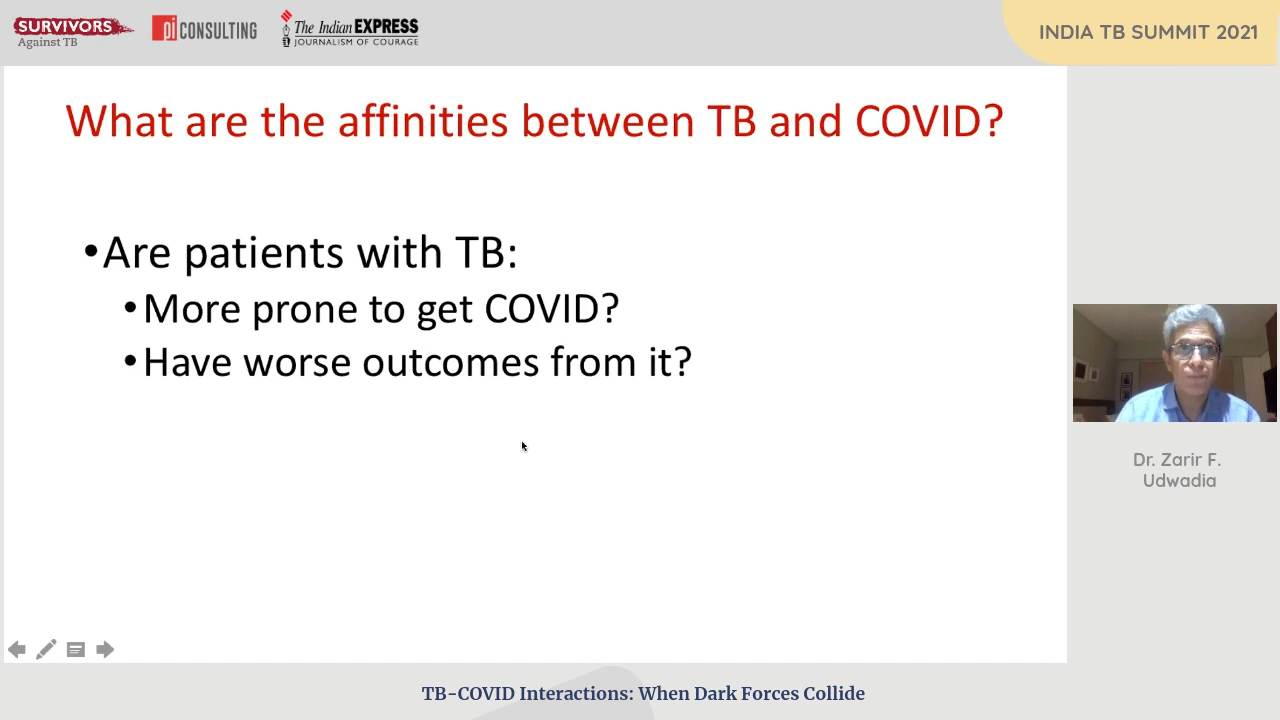 SURVIVORS
Against TB
pi CONSULTING
The Indian EXPRESS
JOURNALISM OF COURAGE
INDIA TB SUMMIT 2021
What are the affinities between TB and COVID?
•Are patients with TB:
•More prone to get COVID?
•Have worse outcomes from it?
Dr. Zarir F.
Udwadia
TB-COVID Interactions: When Dark Forces Collide